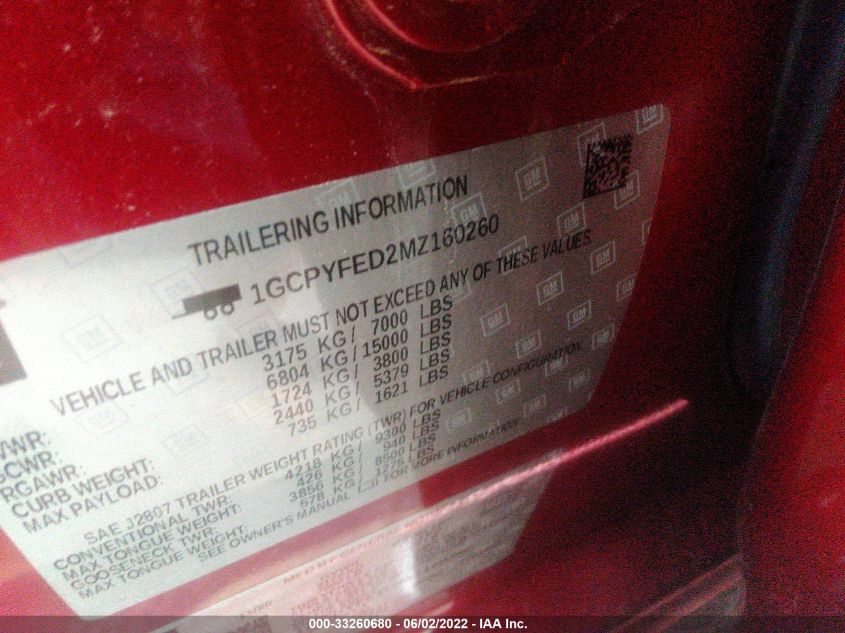 TRAILERING INFORMATION
1GCPYFED2MZ160260
VEHICLE AND TRAILER MUST NOT EXCEED ANY OF THESE VALUES.
VWR: 3175 KG/ 7000 LBS
GCWR: 6804 KG/ 15000 LBS
RGAWR: 1724 KG/ 3800 LBS
CURB WEIGHT: 2440 KG/ 5379 LBS
MAX PAYLOAD: 735 KG/ 1621 LBS
SAE J2807 TRAILER WEIGHT RATING (TWR) FOR VEHICLE CONFIGURATION.
CONVENTIONAL TWR: 4218 KG/ 9300 LBS
MAX TONGUE WEIGHT: 426 KG/ 940 LBS
GOOSENECK TWR: 3856 KG/ 8500 LBS
MAX TONGUE WEIGHT: 578 KG/ 1275 LBS
SEE OWNER'S MANUAL FOR MORE INFORMATION.
MFD BY GENERAL
000-33260680 - 06/02/2022 - IAA Inc.